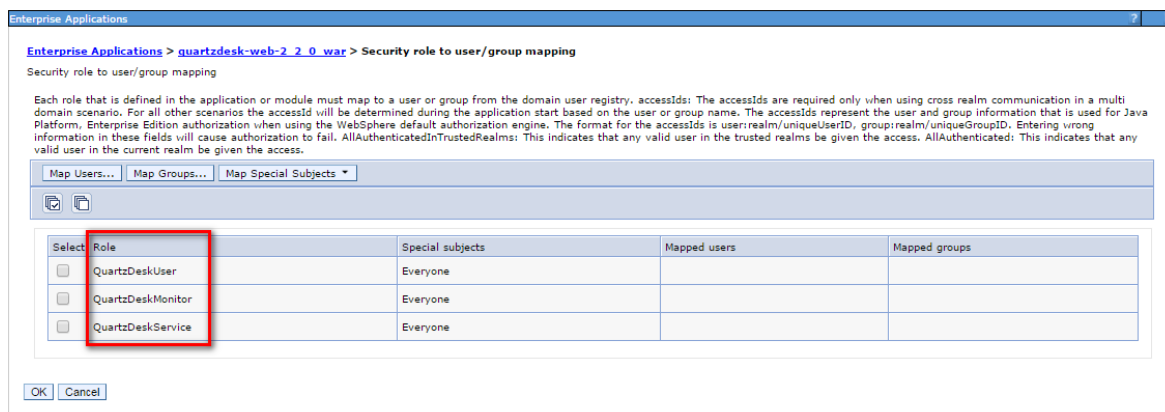 Enterprise Applications ?
Enterprise Applications > quartzdesk-web-2_2_0_war > Security role to user/group mapping
Security role to user/group mapping
Each role that is defined in the application or module must map to a user or group from the domain user registry. accessIds: The accessIds are required only when using cross realm communication in a multi
domain scenario. For all other scenarios the accessId will be determined during the application start based on the user or group name. The accessIds represent the user and group information that is used for Java
Platform, Enterprise Edition authorization when using the WebSphere default authorization engine. The format for the accessIds is user:realm/uniqueUserID, group:realm/uniqueGroupID. Entering wrong
information in these fields will cause authorization to fail. AllAuthenticatedInTrustedRealms: This indicates that any valid user in the trusted realms be given the access. AllAuthenticated: This indicates that any
valid user in the current realm be given the access.
Map Users... Map Groups... Map Special Subjects
Select Role Special subjects Mapped users Mapped groups
QuartzDeskUser Everyone
QuartzDeskMonitor Everyone
QuartzDeskService Everyone
OK Cancel